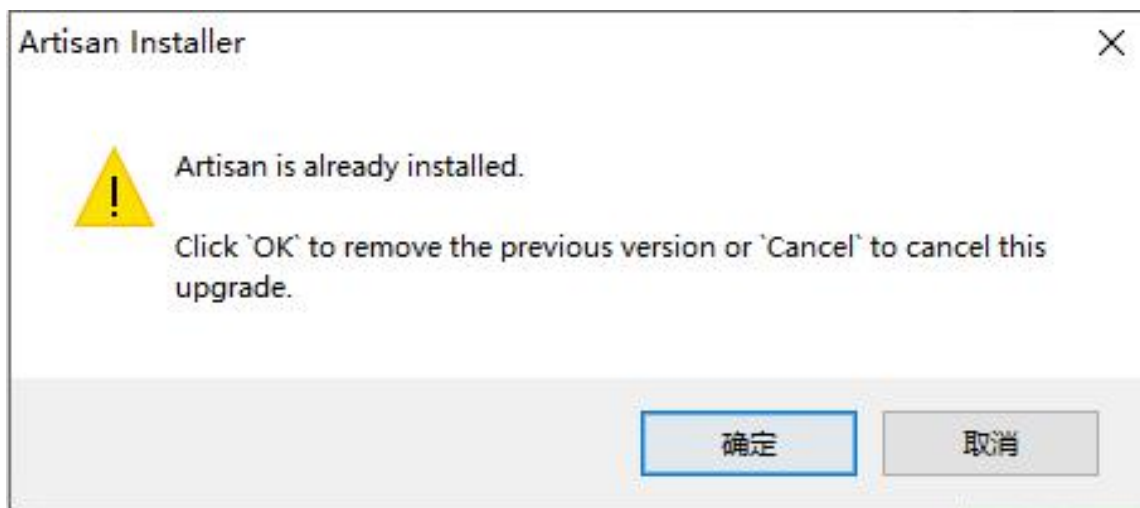 Artisan Installer
Artisan is already installed.
Click `OK` to remove the previous version or `Cancel` to cancel this
upgrade.
确定
取消